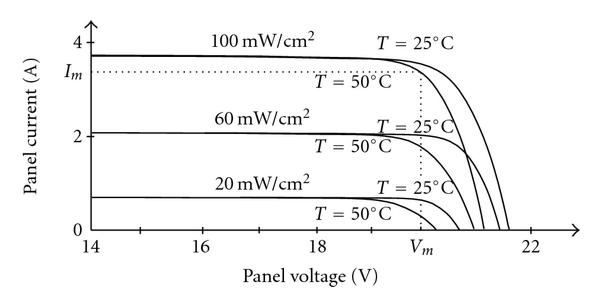 100 mW/cm²
T = 25°C
4
I_m
T = 50°C
60 mW/cm²
T = 25°C
2
T = 50°C
20 mW/cm²
T = 25°C
T = 50°C
0
14
16
18
V_m
22
Panel voltage (V)
Panel current (A)